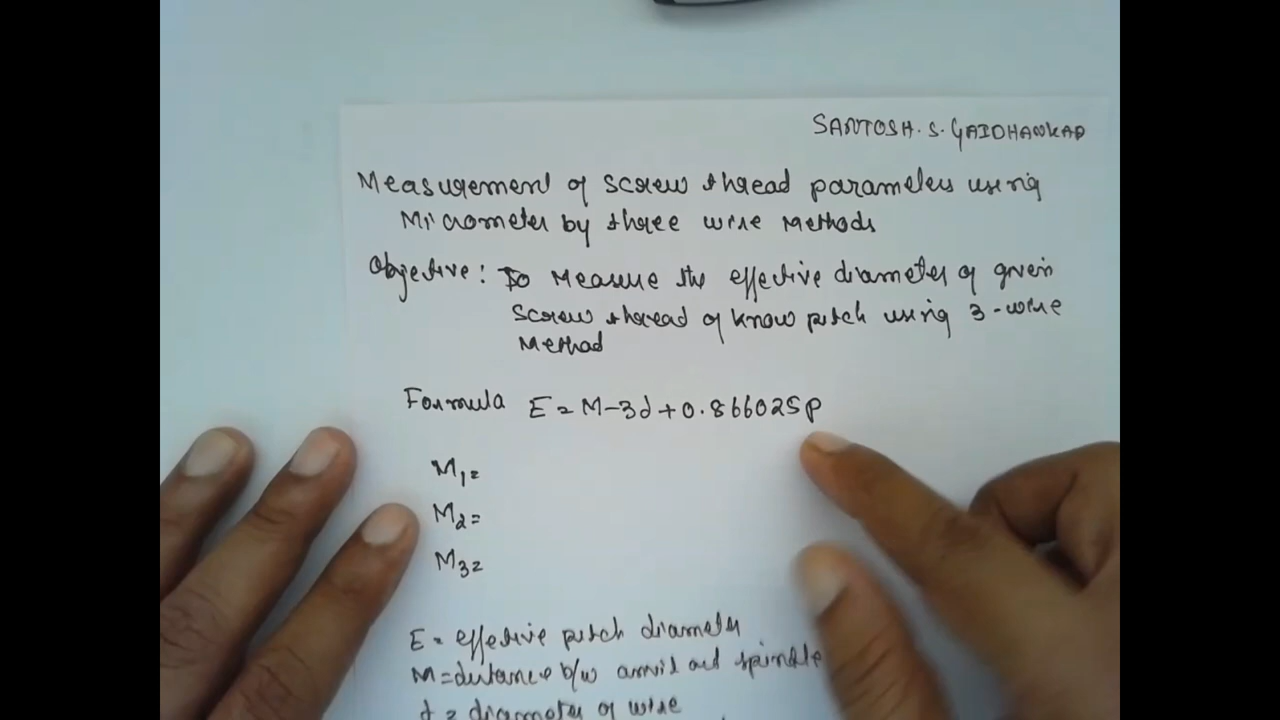 SANTOSH. S. GAIDHANKAR
Measurement of screw thread parameters using
Micrometer by three wire Methods
Objective: To Measure the effective diameter of given
screw thread of know pitch using 3-wire
Method
Formula E = M-3d+0.866025p
M1=
M2=
M3=
E = effective pitch diameter
M = distance b/w anvil and spindle
d = diameter of wire